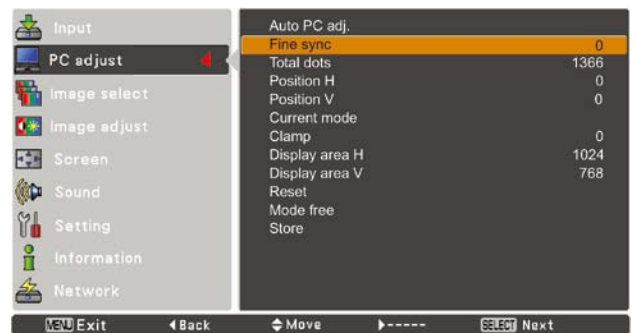 Input
PC adjust
Image select
Image adjust
Screen
Sound
Setting
Information
Network
Auto PC adj.
Fine sync 0
Total dots 1366
Position H 0
Position V 0
Current mode
Clamp 0
Display area H 1024
Display area V 768
Reset
Mode free
Store
MENU Exit ◀Back Move ▶----- SELECT Next